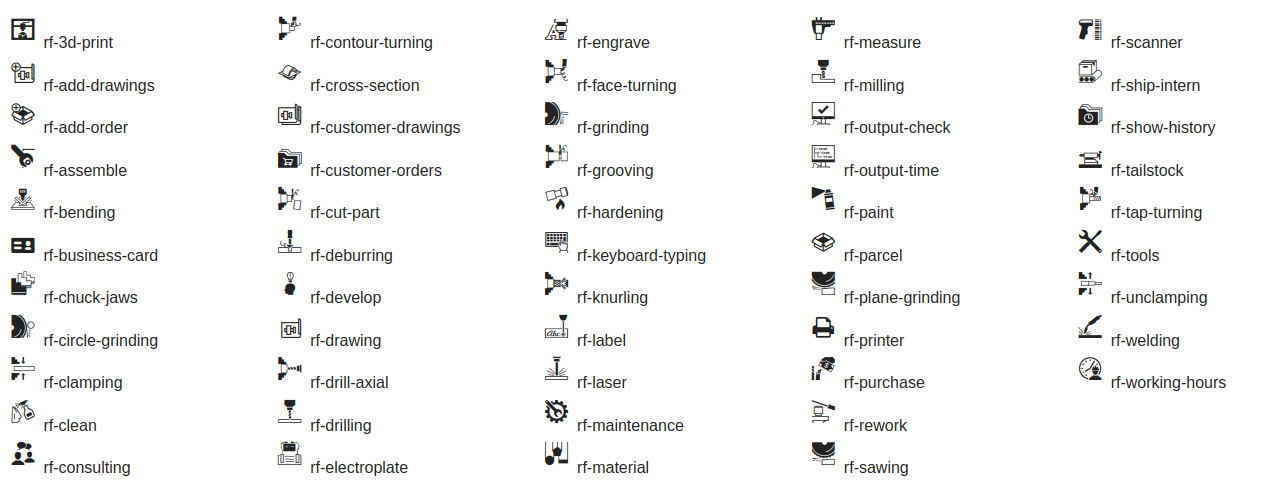 rf-3d-print
rf-add-drawings
rf-add-order
rf-assemble
rf-bending
rf-business-card
rf-chuck-jaws
rf-circle-grinding
rf-clamping
rf-clean
rf-consulting
rf-contour-turning
rf-cross-section
rf-customer-drawings
rf-customer-orders
rf-cut-part
rf-deburring
rf-develop
rf-drawing
rf-drill-axial
rf-drilling
rf-electroplate
rf-engrave
rf-face-turning
rf-grinding
rf-grooving
rf-hardening
rf-keyboard-typing
rf-knurling
rf-label
rf-laser
rf-maintenance
rf-material
rf-measure
rf-milling
rf-output-check
rf-output-time
rf-paint
rf-parcel
rf-plane-grinding
rf-printer
rf-purchase
rf-rework
rf-sawing
rf-scanner
rf-ship-intern
rf-show-history
rf-tailstock
rf-tap-turning
rf-tools
rf-unclamping
rf-welding
rf-working-hours